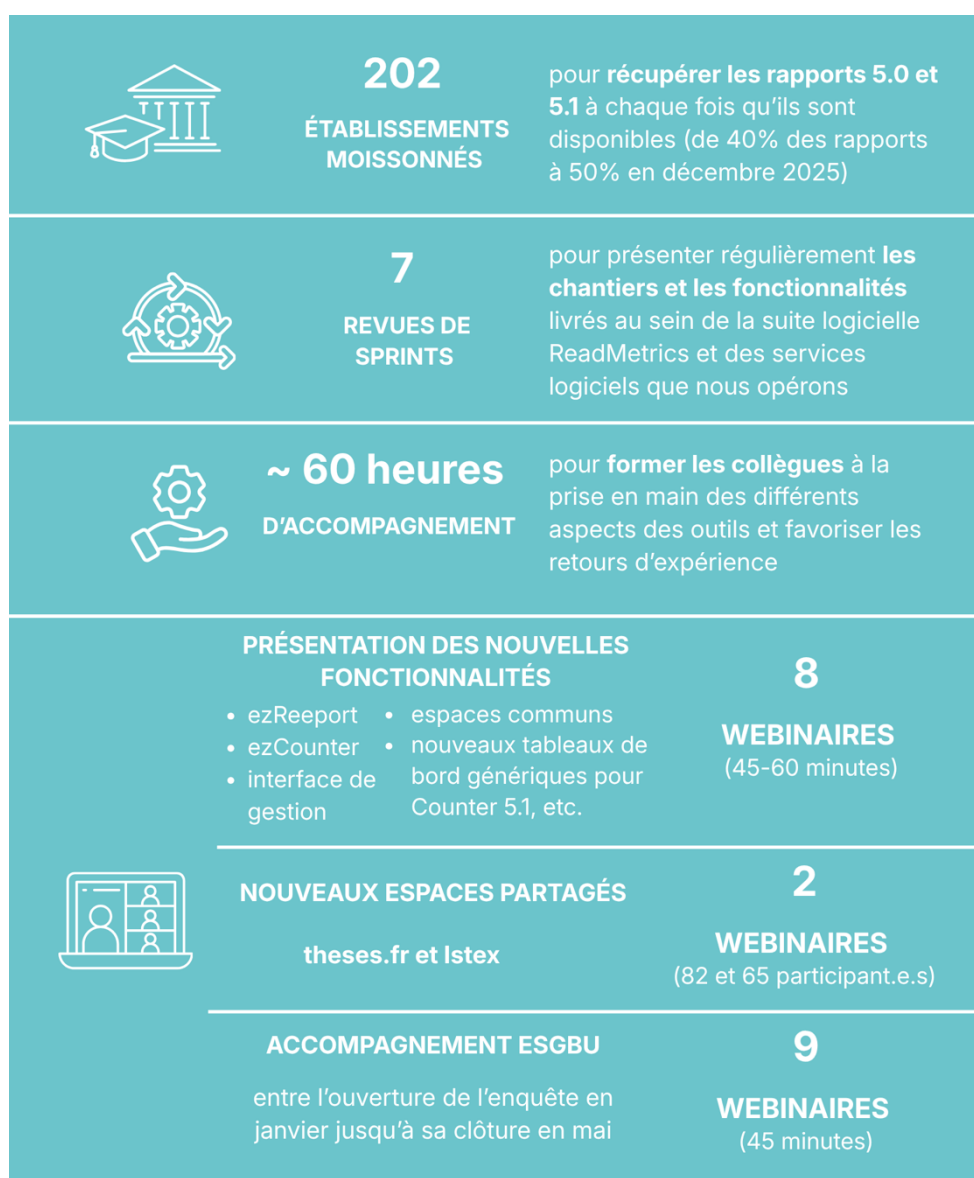 202
ÉTABLISSEMENTS
MOISSONNÉS
pour récupérer les rapports 5.0 et
5.1 à chaque fois qu'ils sont
disponibles (de 40% des rapports
à 50% en décembre 2025)
7
REVUES DE
SPRINTS
pour présenter régulièrement les
chantiers et les fonctionnalités
livrés au sein de la suite logicielle
ReadMetrics et des services
logiciels que nous opérons
~ 60 heures
D'ACCOMPAGNEMENT
pour former les collègues à la
prise en main des différents
aspects des outils et favoriser les
retours d'expérience
PRÉSENTATION DES NOUVELLES
FONCTIONNALITÉS
• ezReeport
• ezCounter
• interface de
gestion
• espaces communs
• nouveaux tableaux de
bord génériques pour
Counter 5.1, etc.
8
WEBINAIRES
(45-60 minutes)
NOUVEAUX ESPACES PARTAGÉS
theses.fr et Istex
2
WEBINAIRES
(82 et 65 participant.e.s)
ACCOMPAGNEMENT ESGBU
entre l'ouverture de l'enquête en
janvier jusqu'à sa clôture en mai
9
WEBINAIRES
(45 minutes)